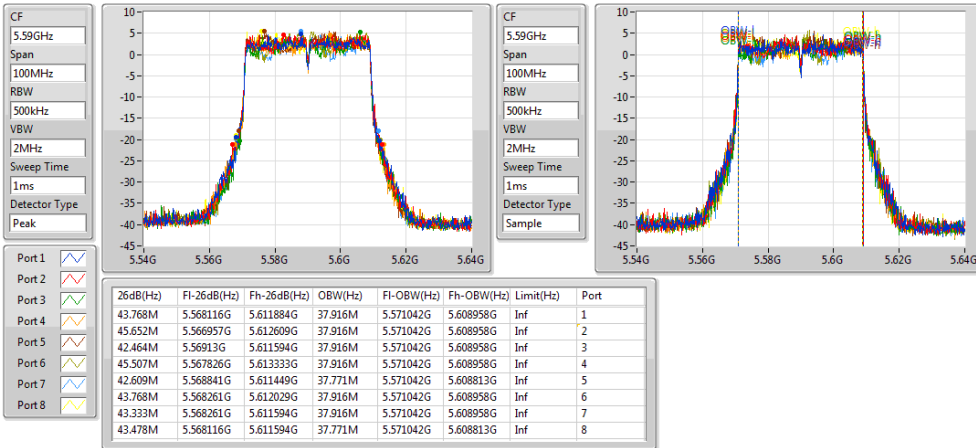 CF
5.59GHz
Span
100MHz
RBW
500kHz
VBW
2MHz
Sweep Time
1ms
Detector Type
Peak
10
5
0
-5
-10
-15
-20
-25
-30
-35
-40
-45
5.54G
5.56G
5.58G
5.6G
5.62G
5.64G
CF
5.59GHz
Span
100MHz
RBW
500kHz
VBW
2MHz
Sweep Time
1ms
Detector Type
Sample
10
5
0
-5
-10
-15
-20
-25
-30
-35
-40
-45
5.54G
5.56G
5.58G
5.6G
5.62G
5.64G
Port 1
Port 2
Port 3
Port 4
Port 5
Port 6
Port 7
Port 8
26dB(Hz) Fl-26dB(Hz) Fh-26dB(Hz) OBW(Hz) Fl-OBW(Hz) Fh-OBW(Hz) Limit(Hz) Port
43.768M 5.568116G 5.611884G 37.916M 5.571042G 5.608958G Inf 1
45.652M 5.566957G 5.612609G 37.916M 5.571042G 5.608958G Inf 2
42.464M 5.56913G 5.611594G 37.916M 5.571042G 5.608958G Inf 3
45.507M 5.567826G 5.613333G 37.916M 5.571042G 5.608958G Inf 4
42.609M 5.568841G 5.611449G 37.771M 5.571042G 5.608813G Inf 5
43.768M 5.568261G 5.612029G 37.916M 5.571042G 5.608958G Inf 6
43.333M 5.568261G 5.611594G 37.916M 5.571042G 5.608958G Inf 7
43.478M 5.568116G 5.611594G 37.771M 5.571042G 5.608813G Inf 8